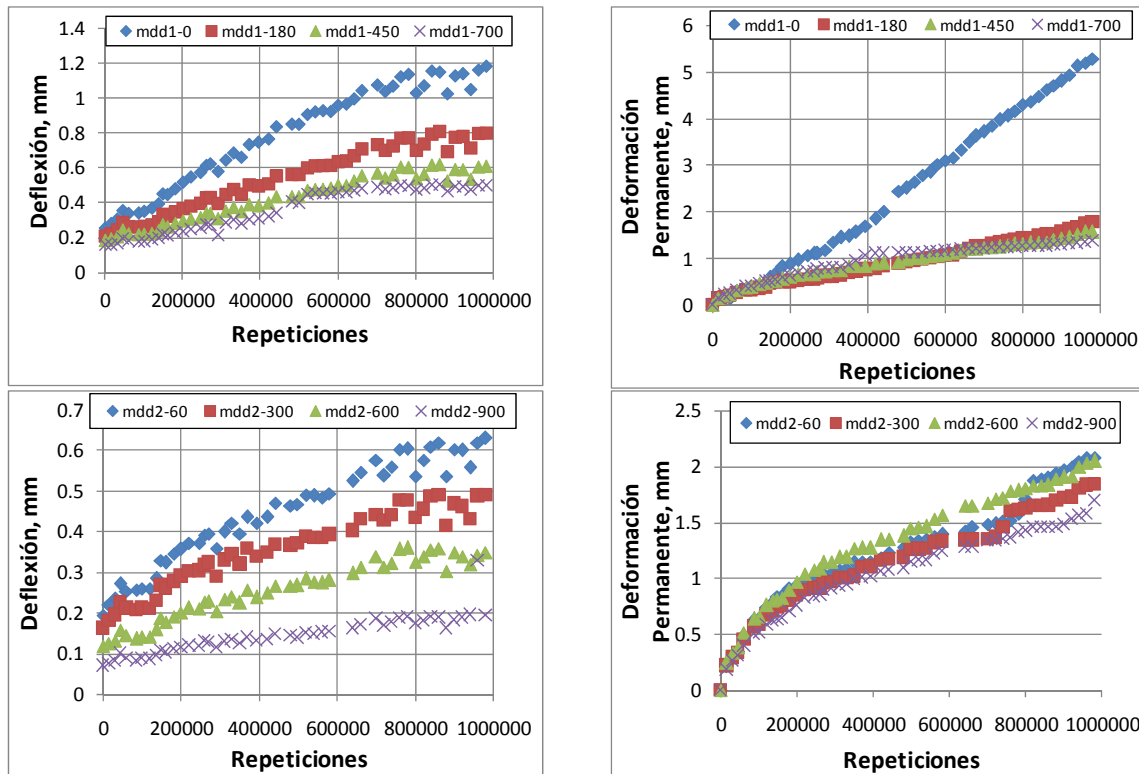 mdd1-0 mdd1-180 mdd1-450 mdd1-700
Deflexión, mm
1.4
1.2
1
0.8
0.6
0.4
0.2
0
0 200000 400000 600000 800000 1000000
Repeticiones
mdd1-0 mdd1-180 mdd1-450 mdd1-700
Deformación
Permanente, mm
6
5
4
3
2
1
0
0 200000 400000 600000 800000 1000000
Repeticiones
mdd2-60 mdd2-300 mdd2-600 mdd2-900
Deflexión, mm
0.7
0.6
0.5
0.4
0.3
0.2
0.1
0
0 200000 400000 600000 800000 1000000
Repeticiones
mdd2-60 mdd2-300 mdd2-600 mdd2-900
Deformación
Permanente, mm
2.5
2
1.5
1
0.5
0
0 200000 400000 600000 800000 1000000
Repeticiones